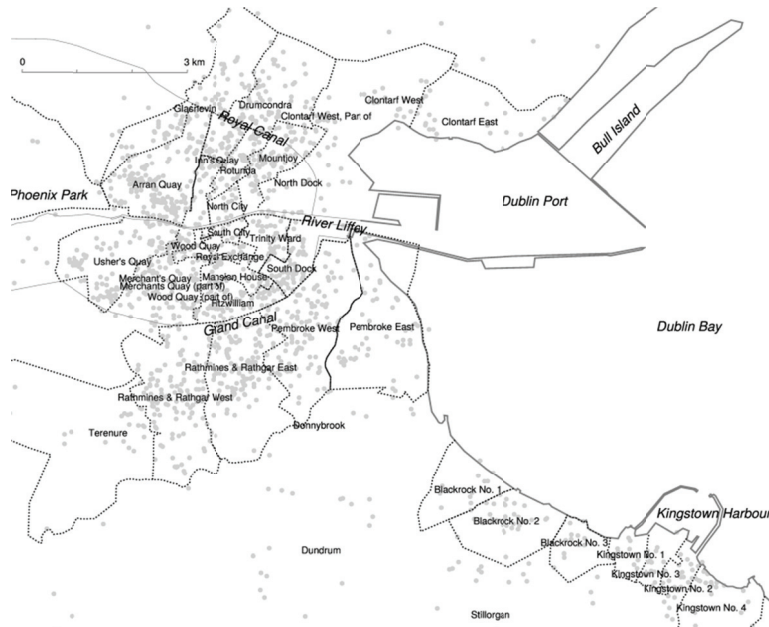 0 3 km
Glasnevin
Drumcondra
Royal Canal
Clontarf West, Part of
Clontarf West
Clontarf East
Bull Island
Inn's Quay
Rotunda
Mountjoy
Arran Quay
North Dock
Phoenix Park
Dublin Port
North City
River Liffey
South City
Trinity Ward
Wood Quay
Royal Exchange
Usher's Quay
South Dock
Merchant's Quay
Mansion House
Merchants Quay (part of)
Wood Quay (part of)
Fitzwilliam
Grand Canal
Pembroke West
Pembroke East
Dublin Bay
Rathmines & Rathgar East
Rathmines & Rathgar West
Terenure
Donnybrook
Blackrock No. 1
Kingstown Harbour
Blackrock No. 2
Blackrock No. 3
Dundrum
Kingstown No. 1
Kingstown No. 3
Kingstown No. 2
Kingstown No. 4
Stillorgan